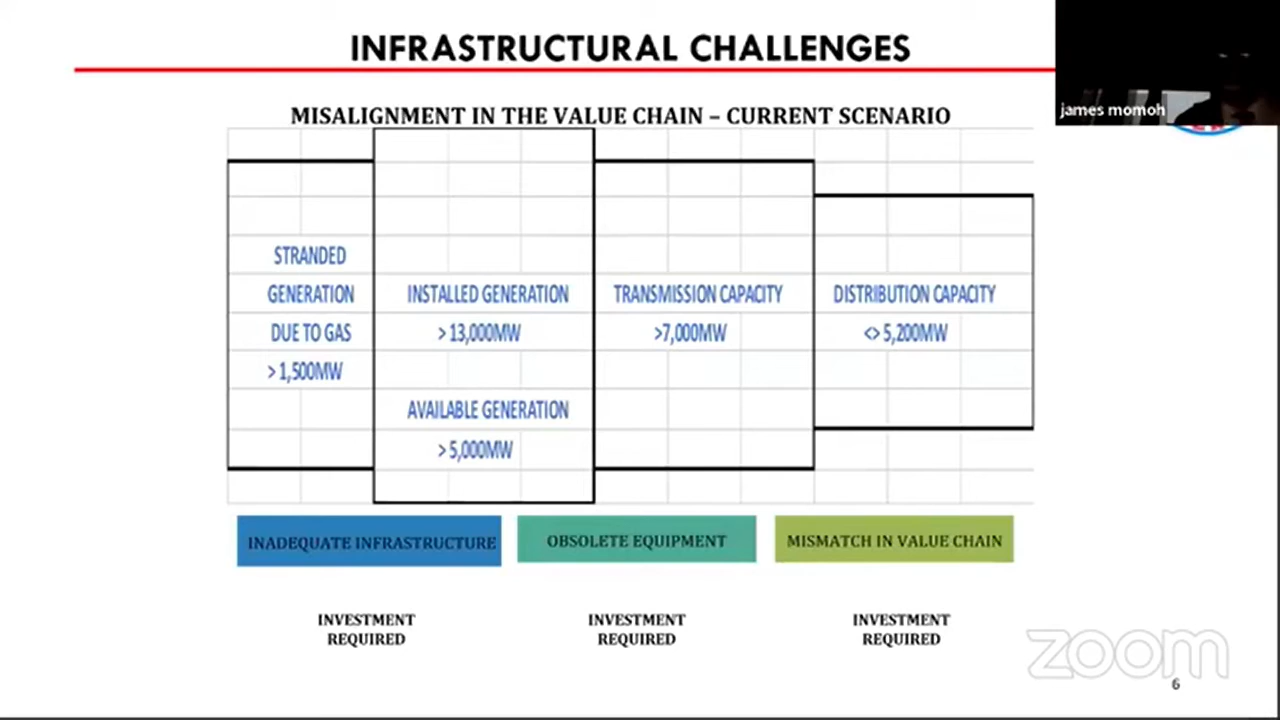 INFRASTRUCTURAL CHALLENGES
james momoh
MISALIGNMENT IN THE VALUE CHAIN – CURRENT SCENARIO
STRANDED
GENERATION
DUE TO GAS
> 1,500MW
INSTALLED GENERATION
> 13,000MW
AVAILABLE GENERATION
> 5,000MW
TRANSMISSION CAPACITY
>7,000MW
DISTRIBUTION CAPACITY
<> 5,200MW
INADEQUATE INFRASTRUCTURE
OBSOLETE EQUIPMENT
MISMATCH IN VALUE CHAIN
INVESTMENT
REQUIRED
INVESTMENT
REQUIRED
INVESTMENT
REQUIRED
zoom
6